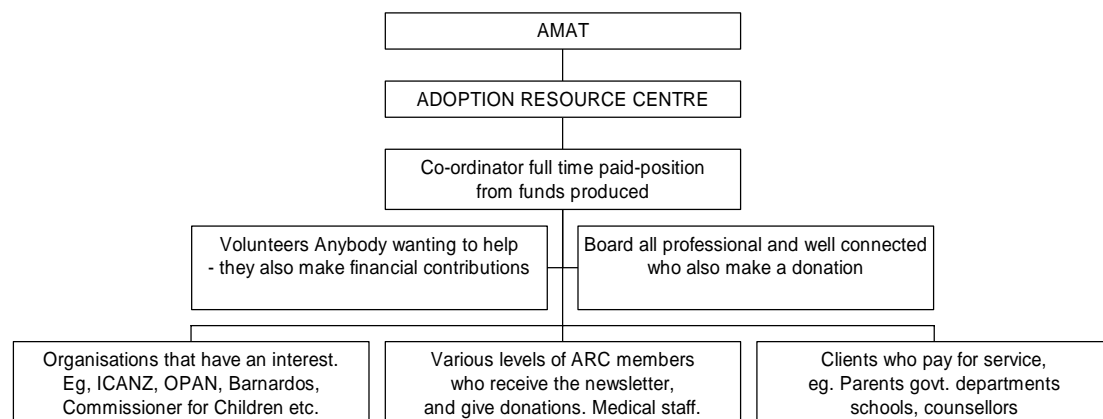 AMAT
ADOPTION RESOURCE CENTRE
Co-ordinator full time paid-position
from funds produced
Volunteers Anybody wanting to help
- they also make financial contributions
Board all professional and well connected
who also make a donation
Organisations that have an interest.
Eg, ICANZ, OPAN, Barnardos,
Commissioner for Children etc.
Various levels of ARC members
who receive the newsletter,
and give donations. Medical staff.
Clients who pay for service,
eg. Parents govt. departments
schools, counsellors